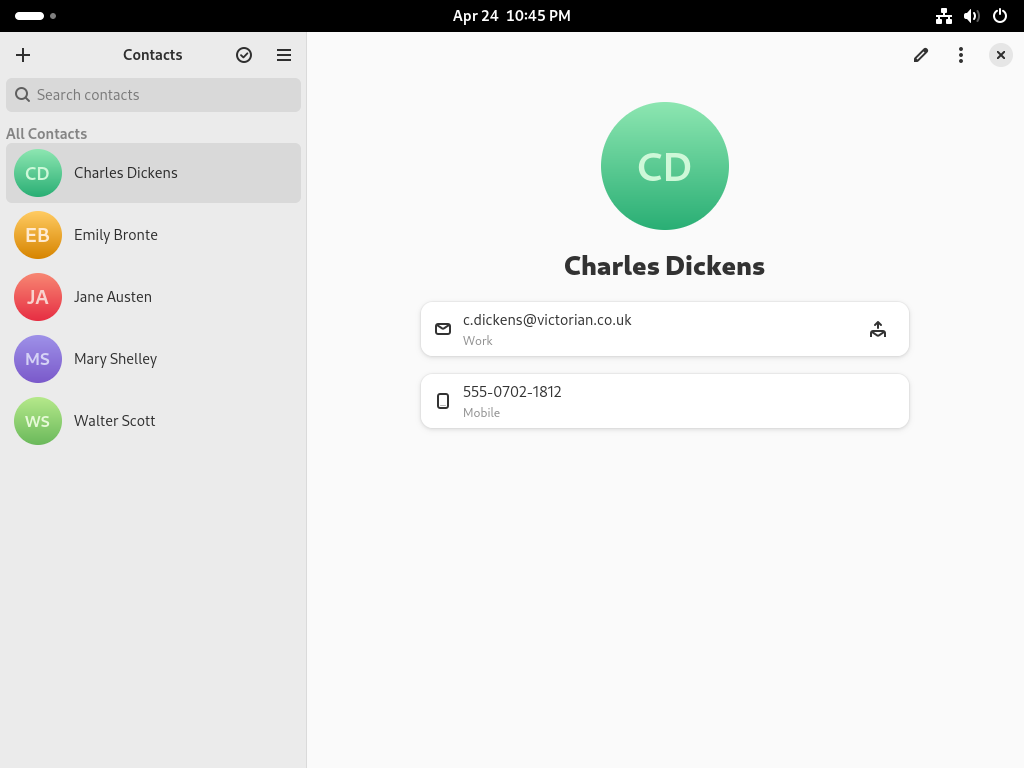 Apr 24 10:45 PM
Contacts
Search contacts
All Contacts
CD Charles Dickens
EB Emily Bronte
JA Jane Austen
MS Mary Shelley
WS Walter Scott
CD
Charles Dickens
c.dickens@victorian.co.uk
Work
555-0702-1812
Mobile